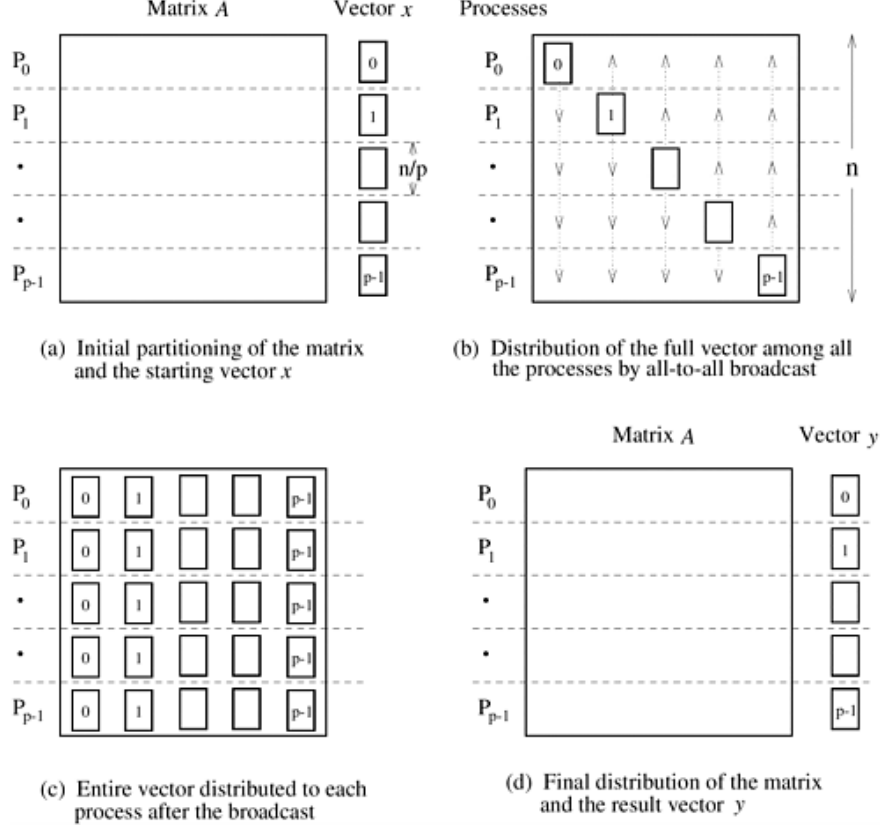 Matrix A Vector x Processes
P0 0 P0 0
P1 1 P1 1
• n/p • n
• •
Pp-1 p-1 Pp-1 p-1
(a) Initial partitioning of the matrix
and the starting vector x
(b) Distribution of the full vector among all
the processes by all-to-all broadcast
Matrix A Vector y
P0 0 1 p-1 P0 0
P1 0 1 p-1 P1 1
• 0 1 p-1 •
• 0 1 p-1 •
Pp-1 0 1 p-1 Pp-1 p-1
(c) Entire vector distributed to each
process after the broadcast
(d) Final distribution of the matrix
and the result vector y